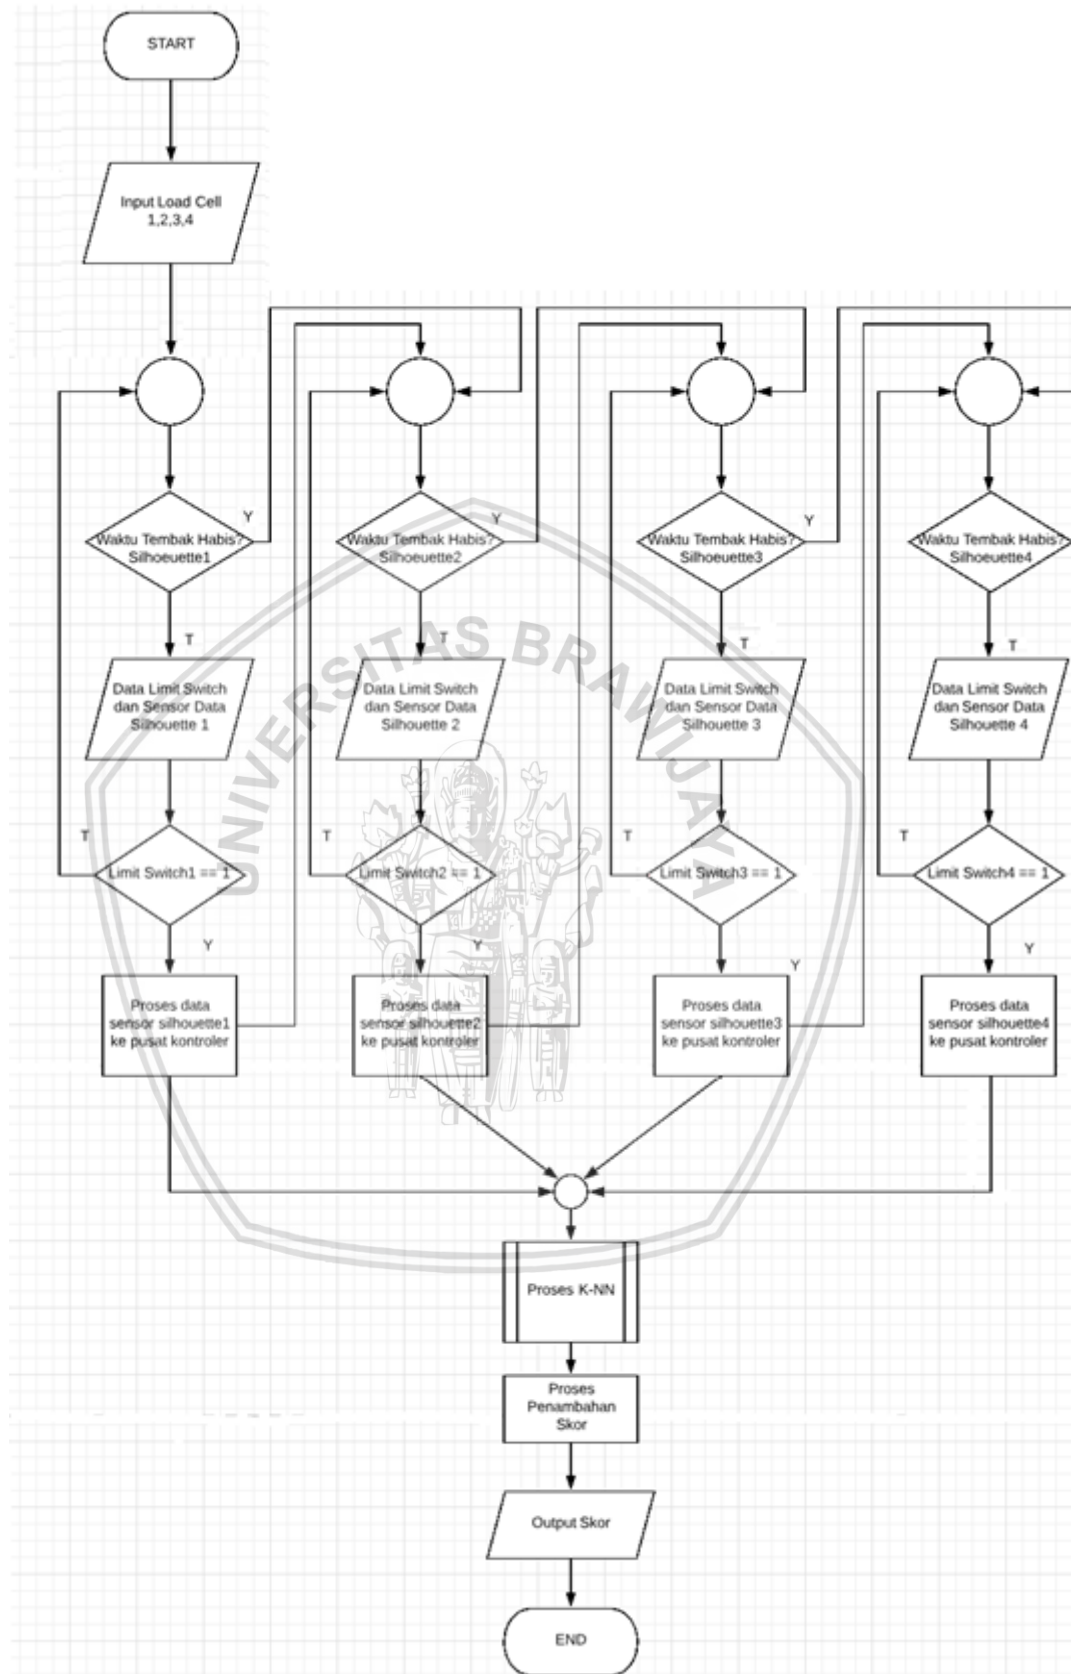 START
Input Load Cell
1,2,3,4
Waktu Tembak Habis?
Silhoeuette1
Y
T
Data Limit Switch
dan Sensor Data
Silhouette 1
Limit Switch1 == 1
T
Y
Proses data
sensor silhouette1
ke pusat kontroler
Waktu Tembak Habis?
Silhoeuette2
Y
T
Data Limit Switch
dan Sensor Data
Silhouette 2
Limit Switch2 == 1
T
Y
Proses data
sensor silhouette2
ke pusat kontroler
Waktu Tembak Habis?
Silhoeuette3
Y
T
Data Limit Switch
dan Sensor Data
Silhouette 3
Limit Switch3 == 1
T
Y
Proses data
sensor silhouette3
ke pusat kontroler
Waktu Tembak Habis?
Silhoeuette4
T
Data Limit Switch
dan Sensor Data
Silhouette 4
Limit Switch4 == 1
T
Y
Proses data
sensor silhouette4
ke pusat kontroler
Proses K-NN
Proses
Penambahan
Skor
Output Skor
END
UNIVERSITAS BRAWIJAYA